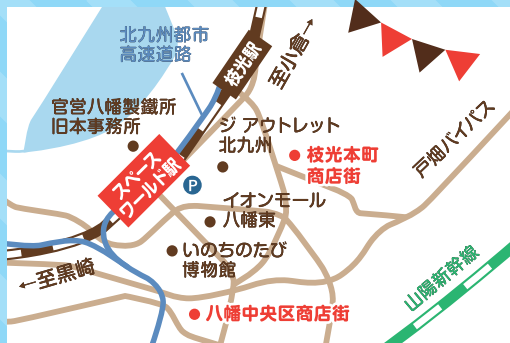 北九州都市
高速道路
枝光駅
至小倉→
官営八幡製鐵所
旧本事務所
ジ アウトレット
北九州
枝光本町
商店街
戸畑バイパス
スペース
ワールド駅
P
イオンモール
八幡東
いのちのたび
博物館
←至黒崎
山陽新幹線
八幡中央区商店街